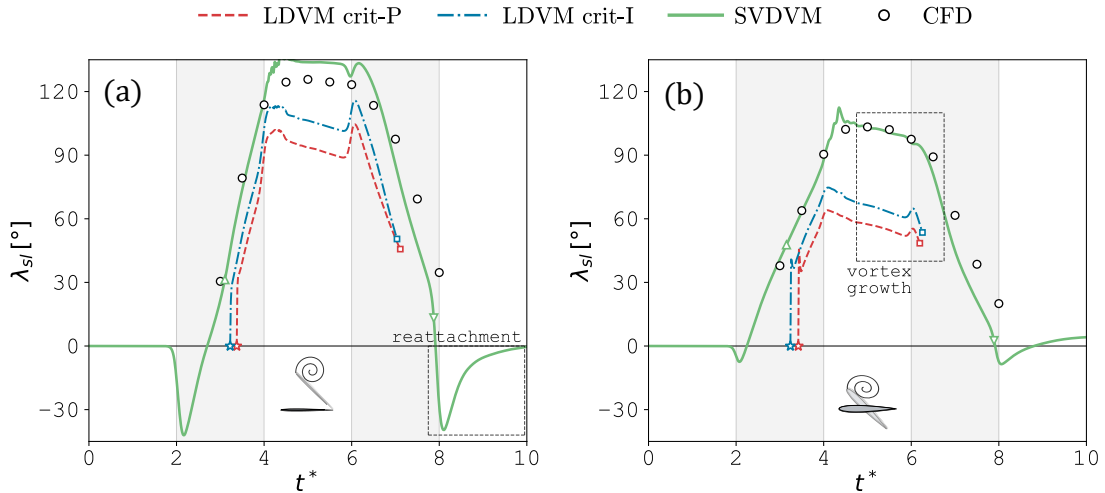 LDVM crit-P LDVM crit-I SVDVM CFD
(a)
120
90
60
30
0
−30
λsl[°]
reattachment
0 2 4 6 8 10
t*
(b)
120
90
60
30
0
−30
λsl[°]
vortex
growth
0 2 4 6 8 10
t*